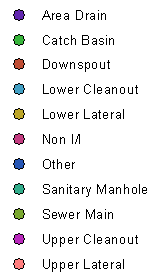 Area Drain
Catch Basin
Downspout
Lower Cleanout
Lower Lateral
Non I/I
Other
Sanitary Manhole
Sewer Main
Upper Cleanout
Upper Lateral